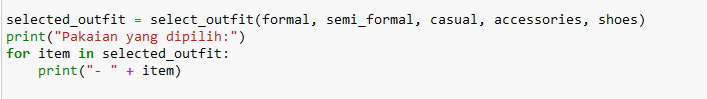 selected_outfit = select_outfit(formal, semi_formal, casual, accessories, shoes)
print("Pakaian yang dipilih:")
for item in selected_outfit:
    print("- " + item)